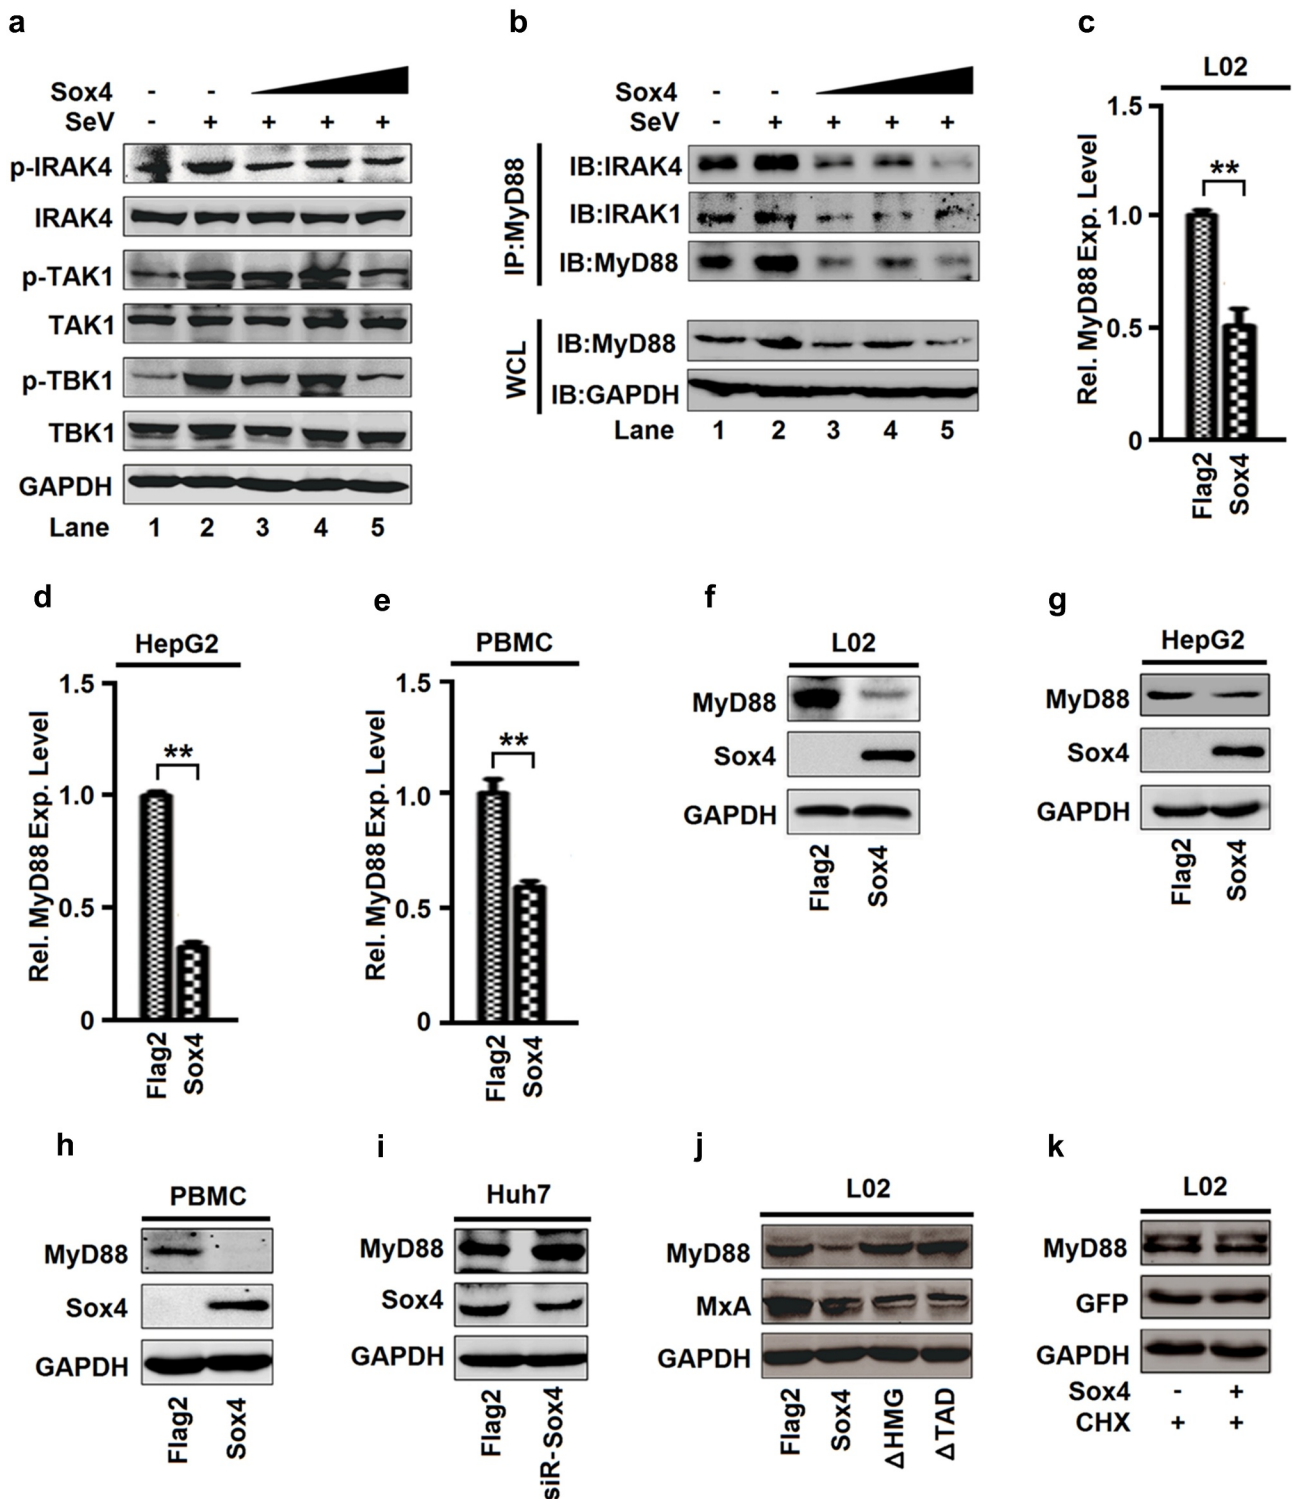 a
Sox4 - -
SeV - + + + +
p-IRAK4
IRAK4
p-TAK1
TAK1
p-TBK1
TBK1
GAPDH
Lane 1 2 3 4 5
b
Sox4 - -
SeV - + + + +
IP:MyD88
IB:IRAK4
IB:IRAK1
IB:MyD88
WCL
IB:MyD88
IB:GAPDH
Lane 1 2 3 4 5
c
L02
Rel. MyD88 Exp. Level
1.5
1.0
0.5
0
**
Flag2
Sox4
d
HepG2
Rel. MyD88 Exp. Level
1.5
1.0
0.5
0
**
Flag2
Sox4
e
PBMC
Rel. MyD88 Exp. Level
1.5
1.0
0.5
0
**
Flag2
Sox4
f
L02
MyD88
Sox4
GAPDH
Flag2
Sox4
g
HepG2
MyD88
Sox4
GAPDH
Flag2
Sox4
h
PBMC
MyD88
Sox4
GAPDH
Flag2
Sox4
i
Huh7
MyD88
Sox4
GAPDH
Flag2
siR-Sox4
j
L02
MyD88
MxA
GAPDH
Flag2
Sox4
ΔHMG
ΔTAD
k
L02
MyD88
GFP
GAPDH
Sox4 - +
CHX + +